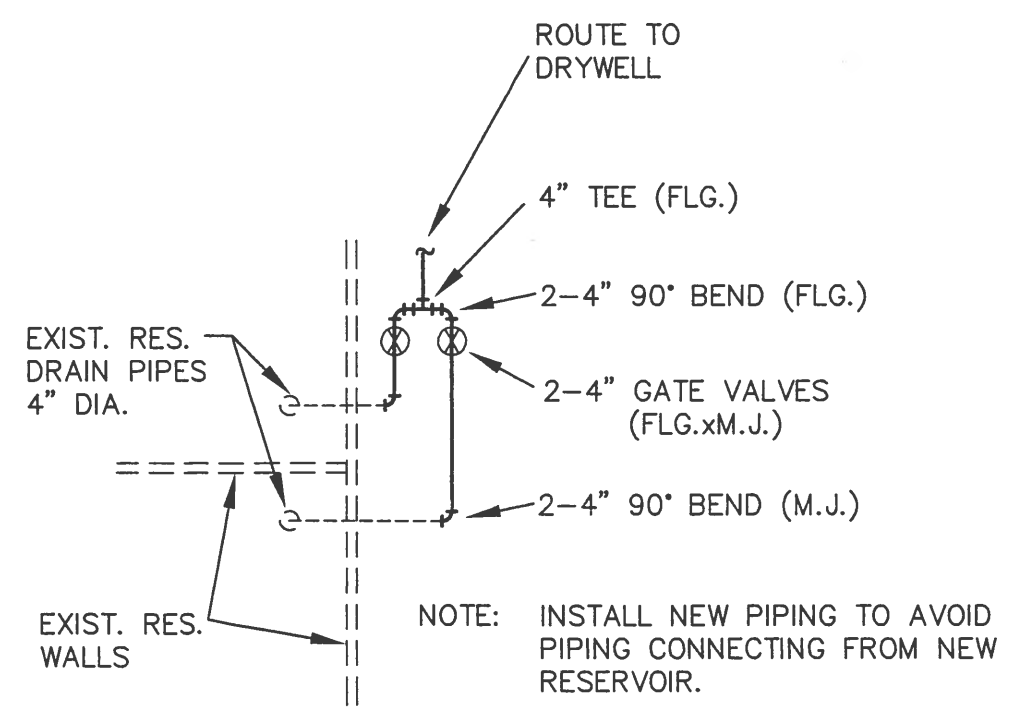 ROUTE TO
DRYWELL
4" TEE (FLG.)
2-4" 90° BEND (FLG.)
EXIST. RES.
DRAIN PIPES
4" DIA.
2-4" GATE VALVES
(FLG.xM.J.)
2-4" 90° BEND (M.J.)
EXIST. RES.
WALLS
NOTE: INSTALL NEW PIPING TO AVOID
PIPING CONNECTING FROM NEW
RESERVOIR.